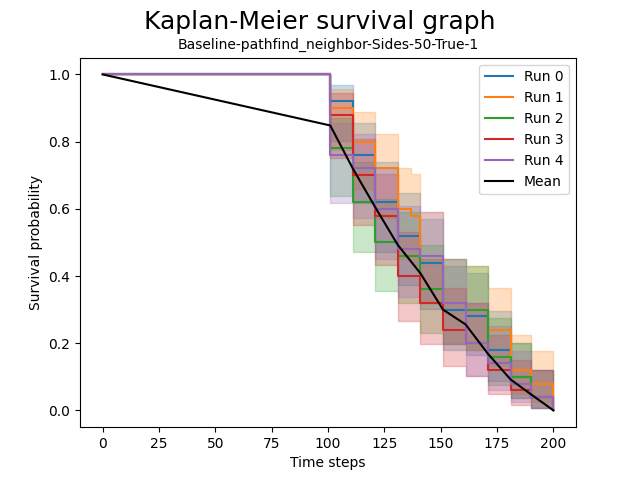 Kaplan-Meier survival graph
Baseline-pathfind_neighbor-Sides-50-True-1
Survival probability
1.0
0.8
0.6
0.4
0.2
0.0
0
25
50
75
100
125
150
175
200
Time steps
Run 0
Run 1
Run 2
Run 3
Run 4
Mean